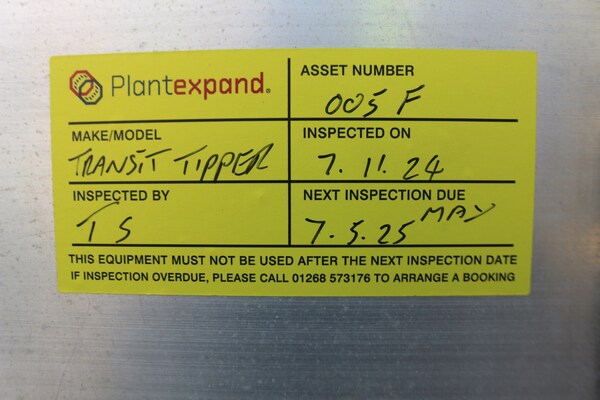 Plantexpand.
ASSET NUMBER
005 F
MAKE/MODEL
TRANSIT TIPPER
INSPECTED ON
7.11.24
INSPECTED BY
TS
NEXT INSPECTION DUE
7.5.25 MAY
THIS EQUIPMENT MUST NOT BE USED AFTER THE NEXT INSPECTION DATE
IF INSPECTION OVERDUE, PLEASE CALL 01268 573176 TO ARRANGE A BOOKING